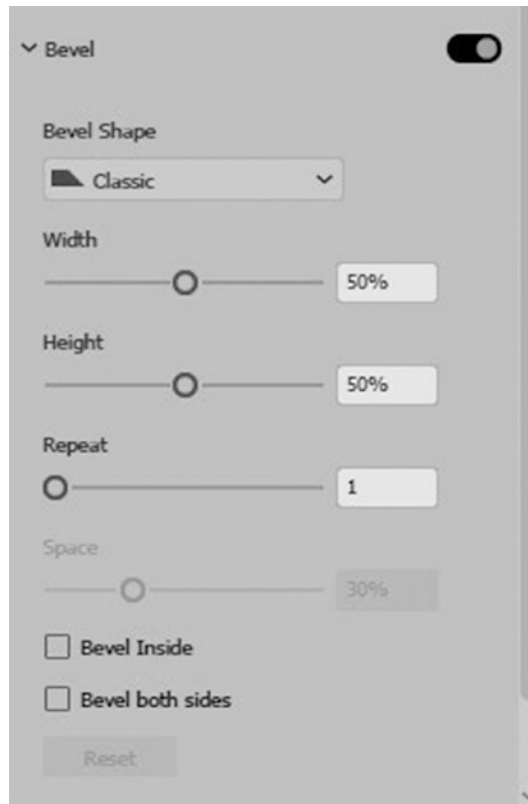 Bevel
Bevel Shape
Classic
Width
50%
Height
50%
Repeat
1
Space
30%
Bevel Inside
Bevel both sides
Reset